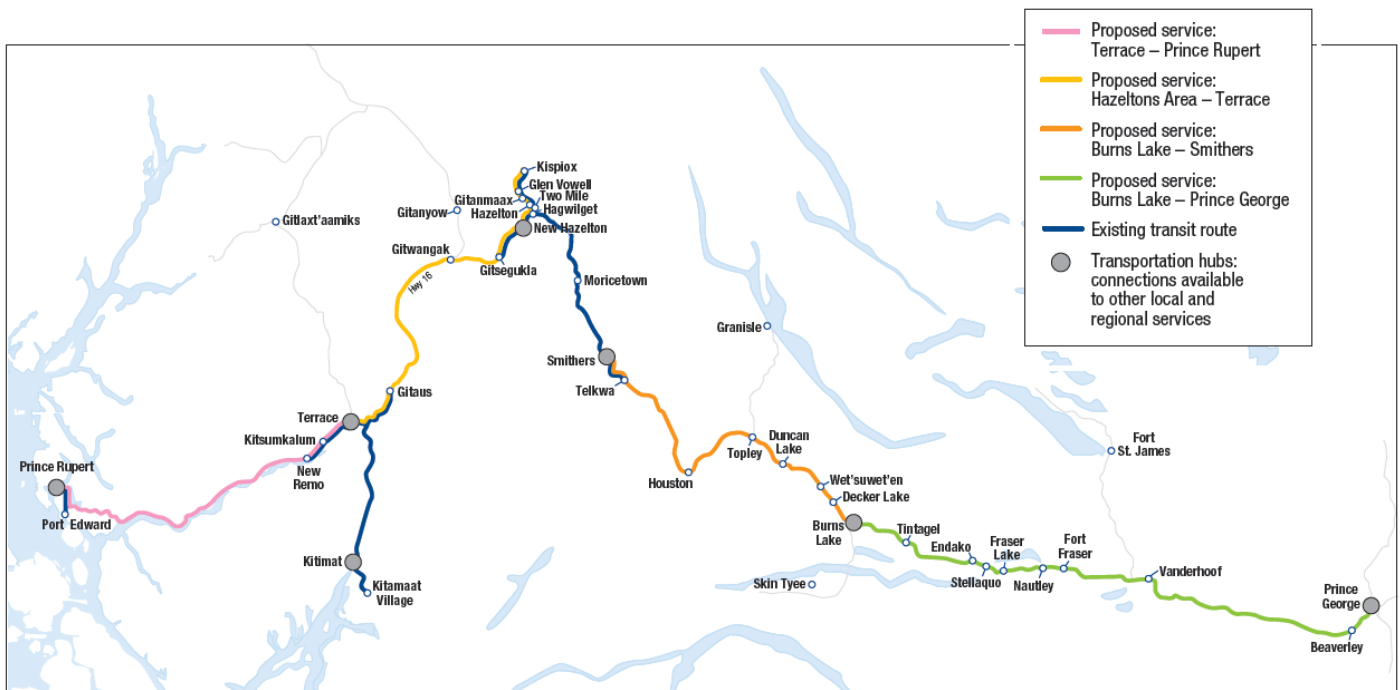 Proposed service:
Terrace – Prince Rupert
Proposed service:
Hazeltons Area – Terrace
Proposed service:
Burns Lake – Smithers
Proposed service:
Burns Lake – Prince George
Existing transit route
Transportation hubs:
connections available
to other local and
regional services
Kispiox
Glen Vowell
Gitanmaax
Two Mile
Hazelton
Hagwilget
Gitanyow
New Hazelton
Gitlaxt'aamiks
Gitwangak
Gitsegukla
Hwy 16
Moricetown
Granisle
Smithers
Telkwa
Gitaus
Terrace
Kitsumkalum
New
Remo
Prince Rupert
Port Edward
Kitimat
Kitamaat
Village
Houston
Topley
Duncan
Lake
Wet'suwet'en
Decker Lake
Burns
Lake
Tintagel
Endako
Stellaquo
Fraser
Lake
Nautley
Fort
Fraser
Fort
St. James
Skin Tyee
Vanderhoof
Prince
George
Beaverley